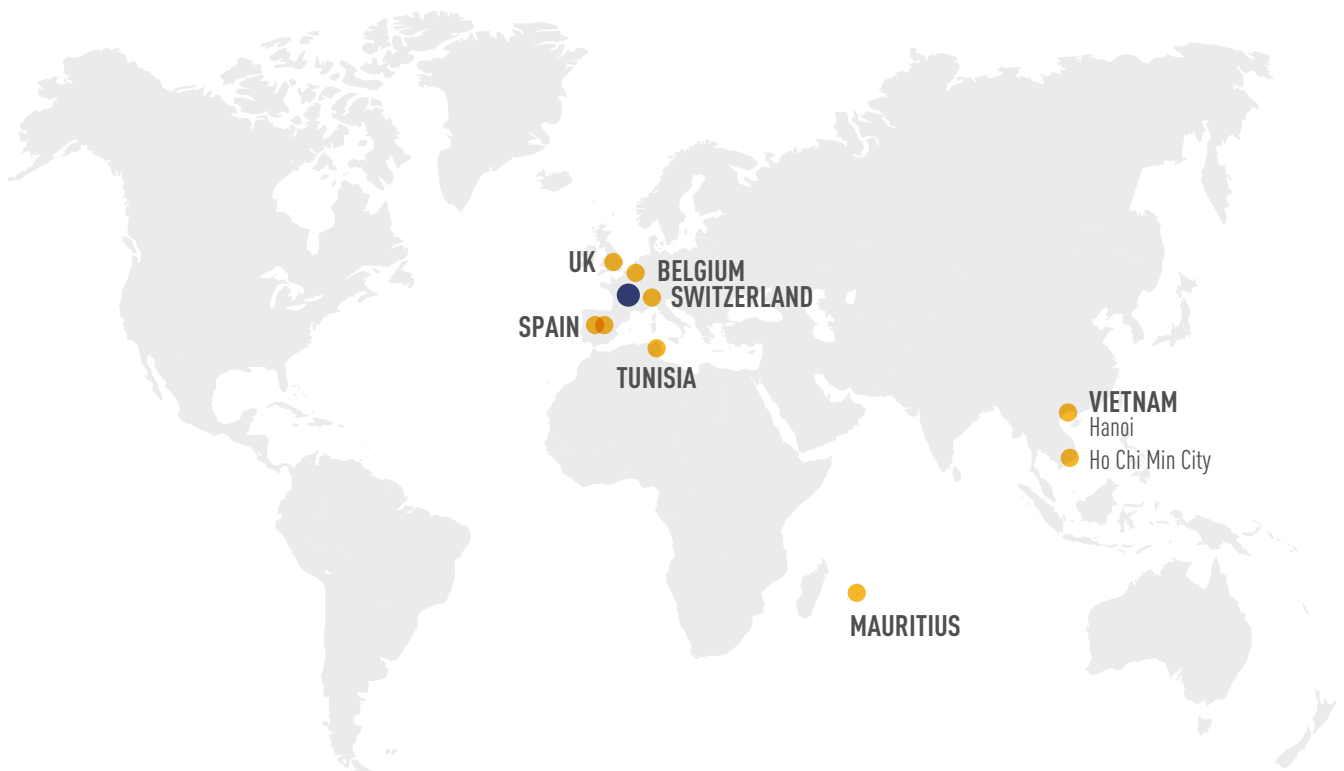 UK
BELGIUM
SWITZERLAND
SPAIN
TUNISIA
VIETNAM
Hanoi
Ho Chi Min City
MAURITIUS